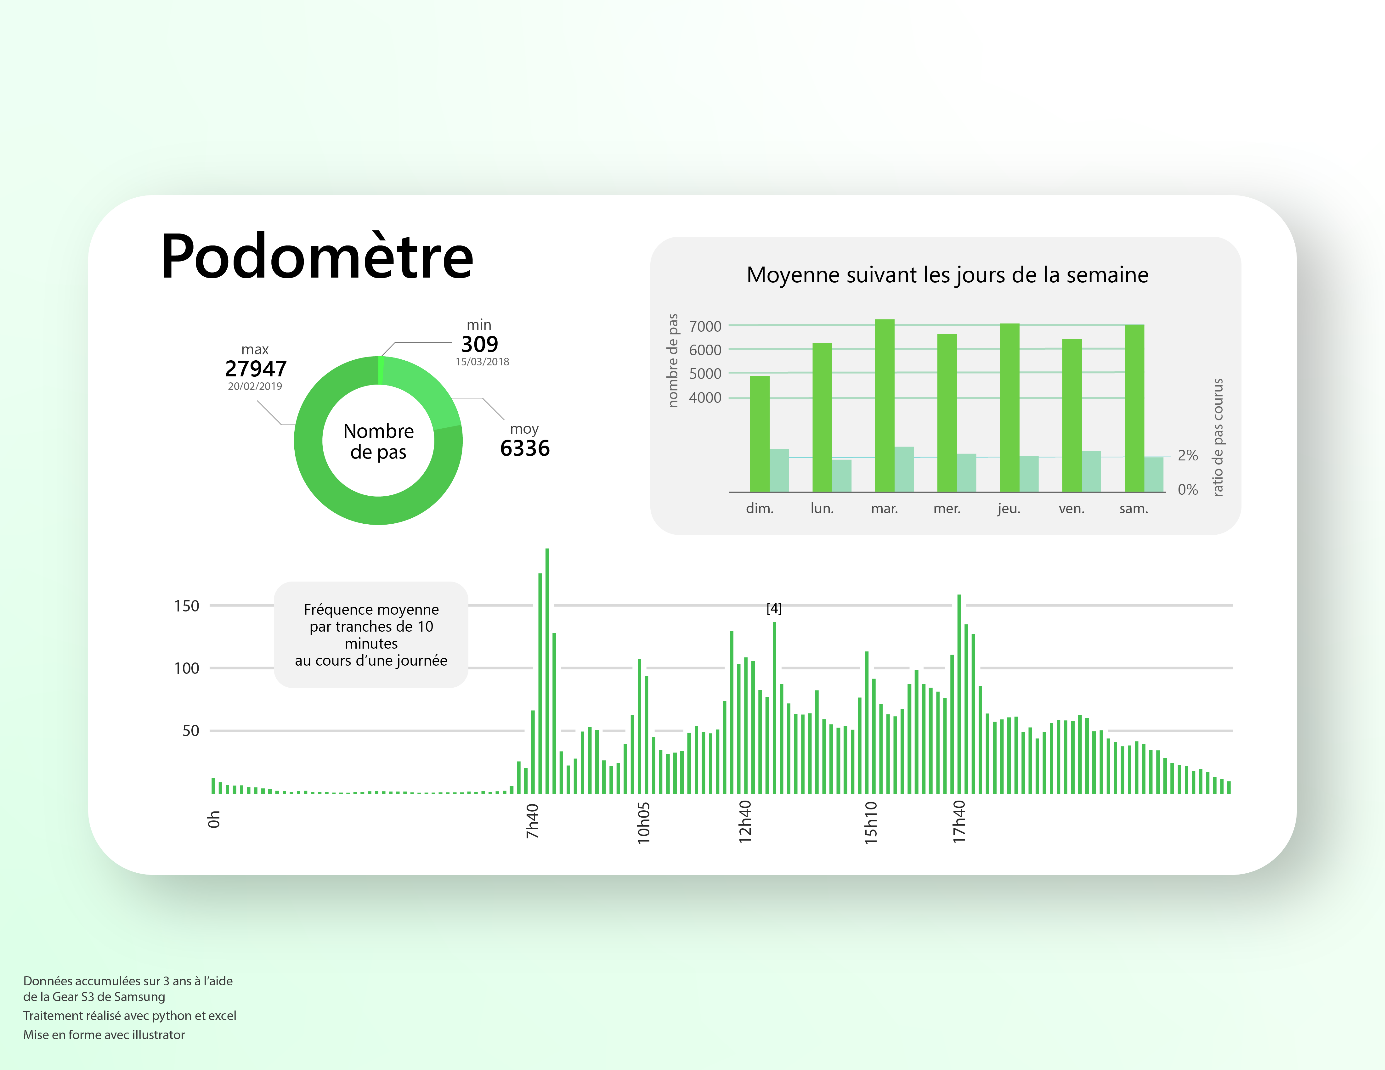 Podomètre
min
309
15/03/2018
max
27947
20/02/2019
moy
6336
Nombre
de pas
Moyenne suivant les jours de la semaine
nombre de pas
7000
6000
5000
4000
2%
0%
ratio de pas courus
dim.
lun.
mar.
mer.
jeu.
ven.
sam.
Fréquence moyenne
par tranches de 10
minutes
au cours d'une journée
150
100
50
[4]
0h
7h40
10h05
12h40
15h10
17h40
Données accumulées sur 3 ans à l'aide
de la Gear S3 de Samsung
Traitement réalisé avec python et excel
Mise en forme avec illustrator